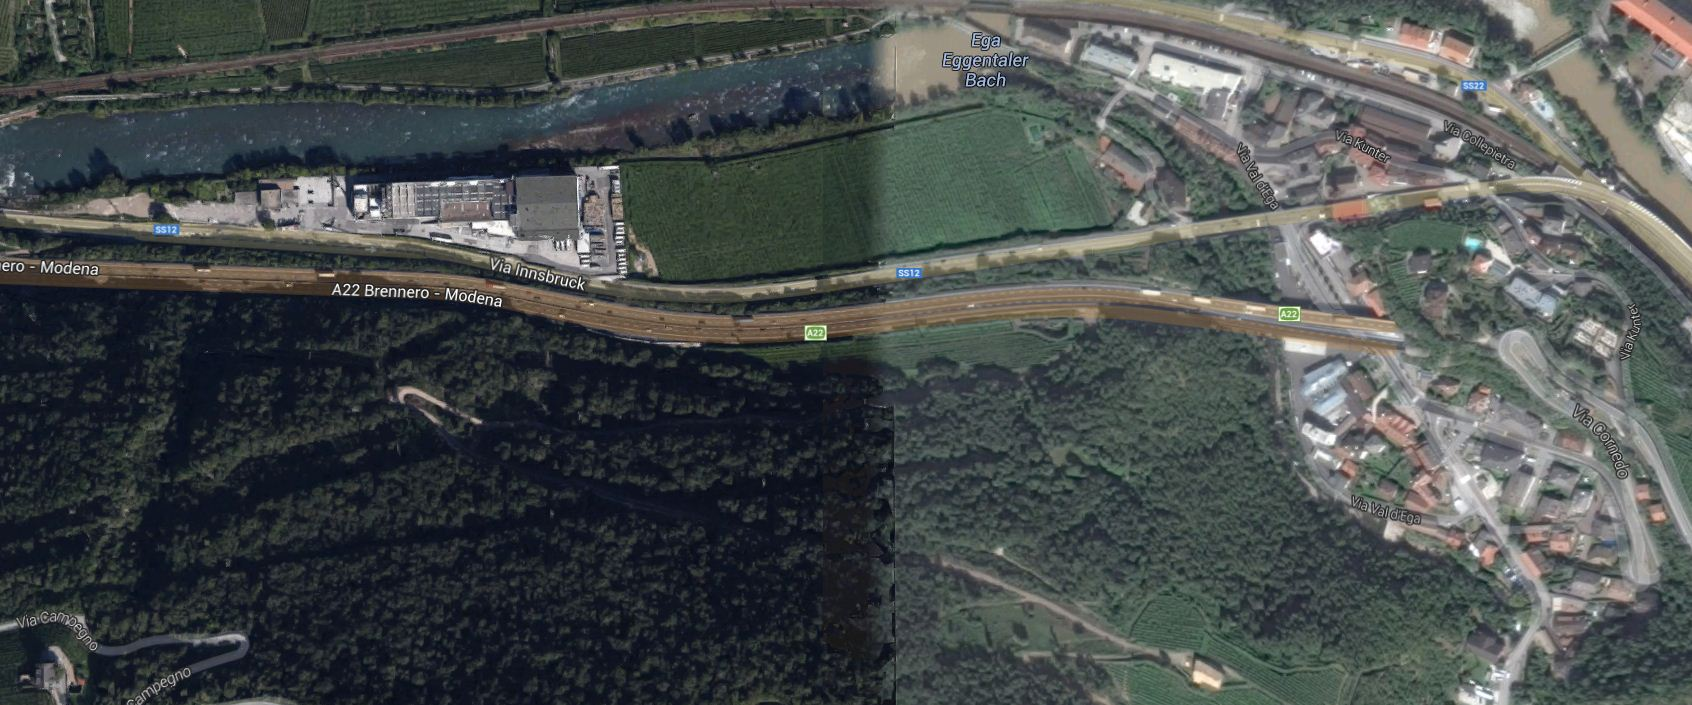 Ega
Eggentaler
Bach
SS22
Via Kunter
Via Collepietra
Via Val d'Ega
SS12
nero - Modena
Via Innsbruck
SS12
A22 Brennero - Modena
A22
A22
Via Kunter
Via Cornedo
Via Val d'Ega
Via Campegno
Campegno